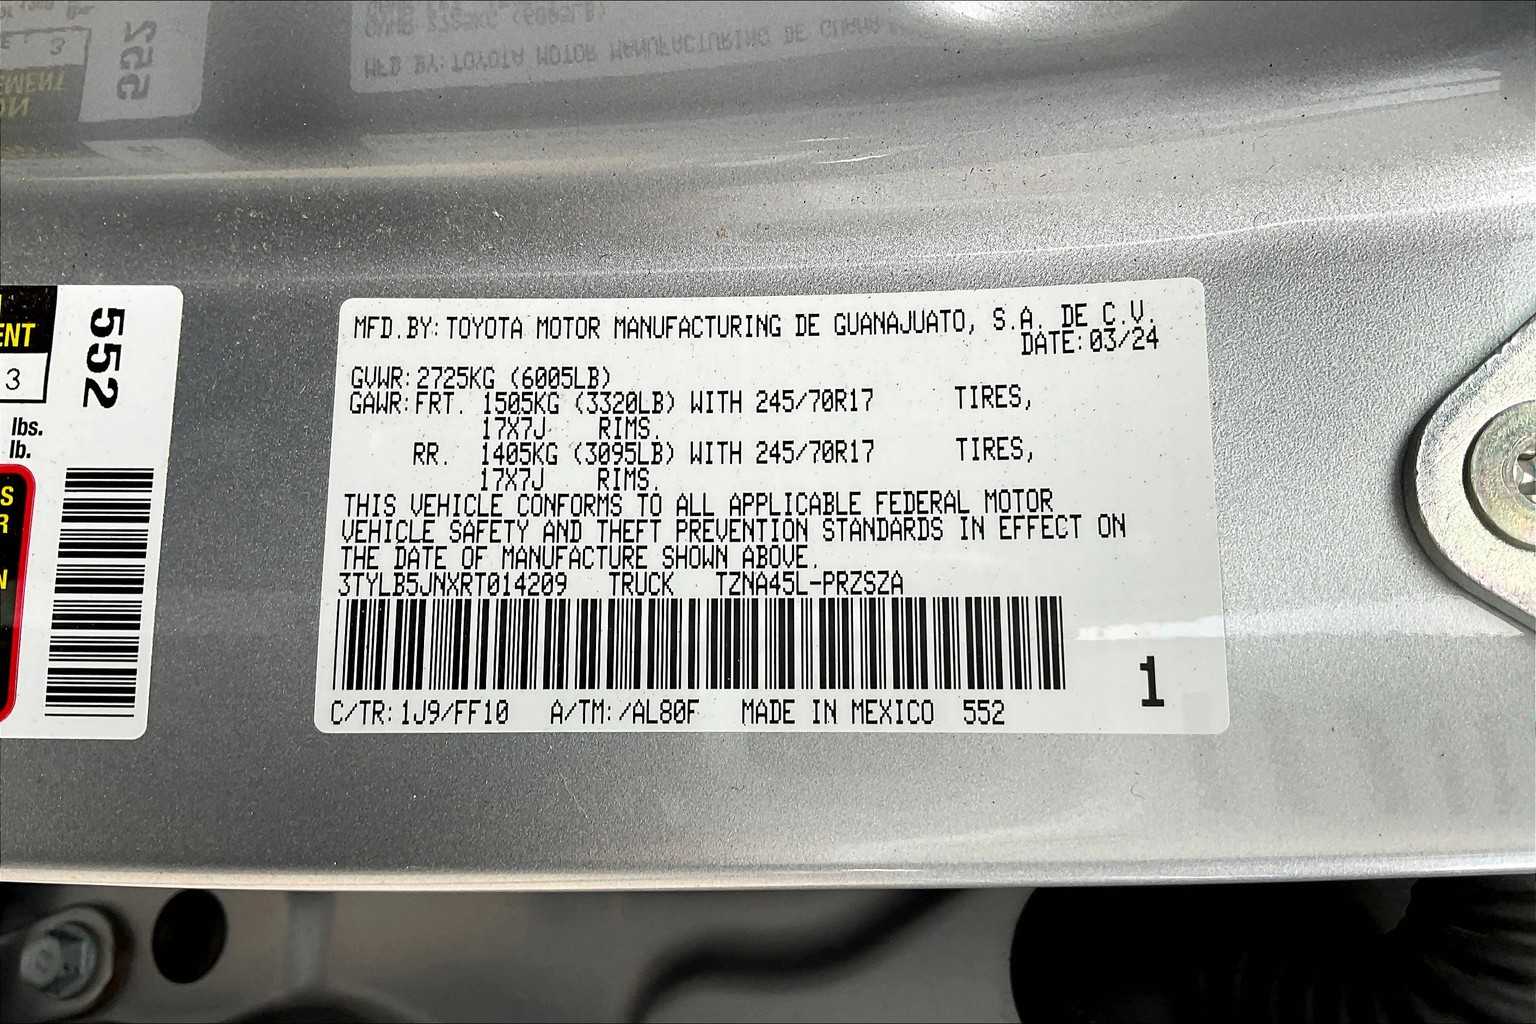 MFD.BY: TOYOTA MOTOR MANUFACTURING DE GUANAJUATO, S.A. DE C.V.
DATE: 03/24
GVWR: 2725KG (6005LB)
GAWR: FRT. 1505KG (3320LB) WITH 245/70R17 TIRES,
17X7J RIMS.
RR. 1405KG (3095LB) WITH 245/70R17 TIRES,
17X7J RIMS.
THIS VEHICLE CONFORMS TO ALL APPLICABLE FEDERAL MOTOR
VEHICLE SAFETY AND THEFT PREVENTION STANDARDS IN EFFECT ON
THE DATE OF MANUFACTURE SHOWN ABOVE.
3TYLB5JNXRT014209 TRUCK TZNA45L-PRZSZA
C/TR: 1J9/FF10 A/TM: /AL80F MADE IN MEXICO 552
1
552
3
lbs.
lb.